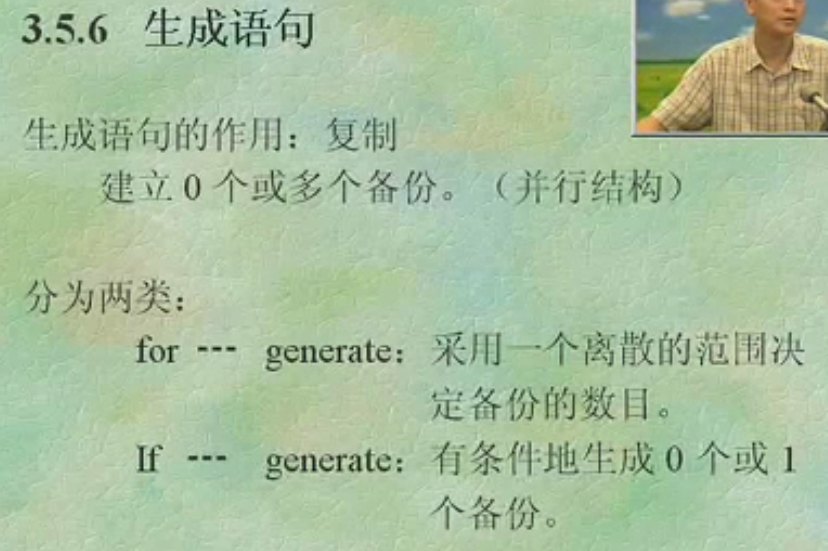 3.5.6 生成语句
生成语句的作用：复制
建立 0 个或多个备份。（并行结构）
分为两类：
for --- generate：采用一个离散的范围决
定备份的数目。
If --- generate：有条件地生成 0 个或 1
个备份。